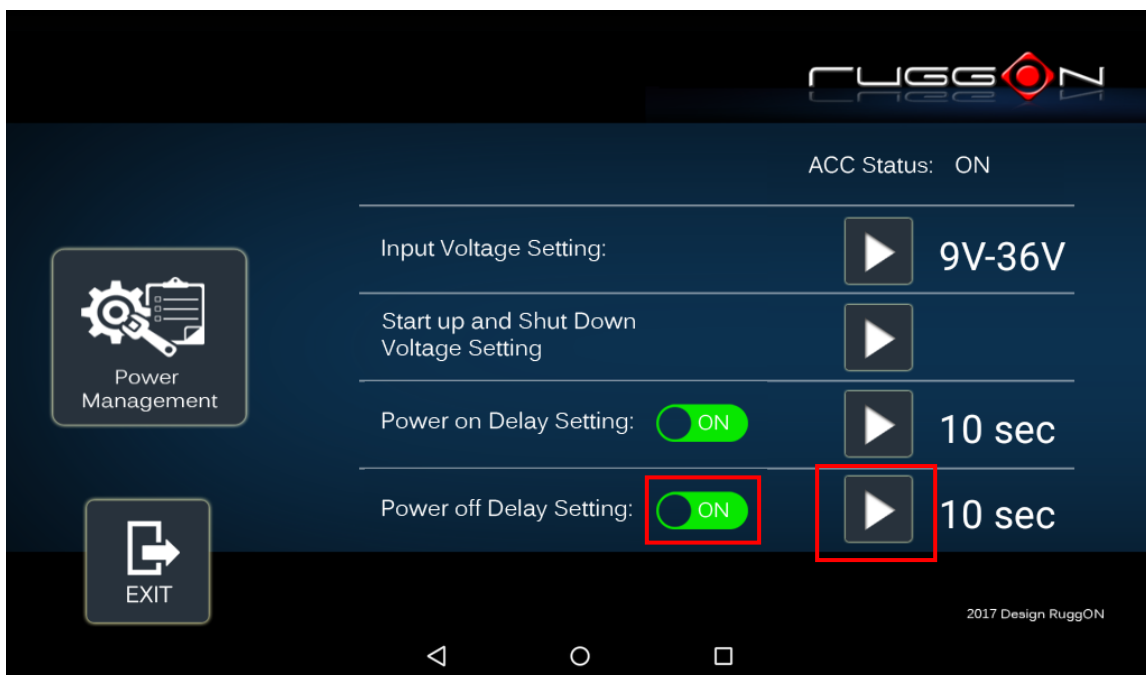 ruggON
ACC Status: ON
Input Voltage Setting:
9V-36V
Start up and Shut Down
Voltage Setting
Power
Management
Power on Delay Setting:
ON
10 sec
Power off Delay Setting:
ON
10 sec
EXIT
2017 Design RuggON